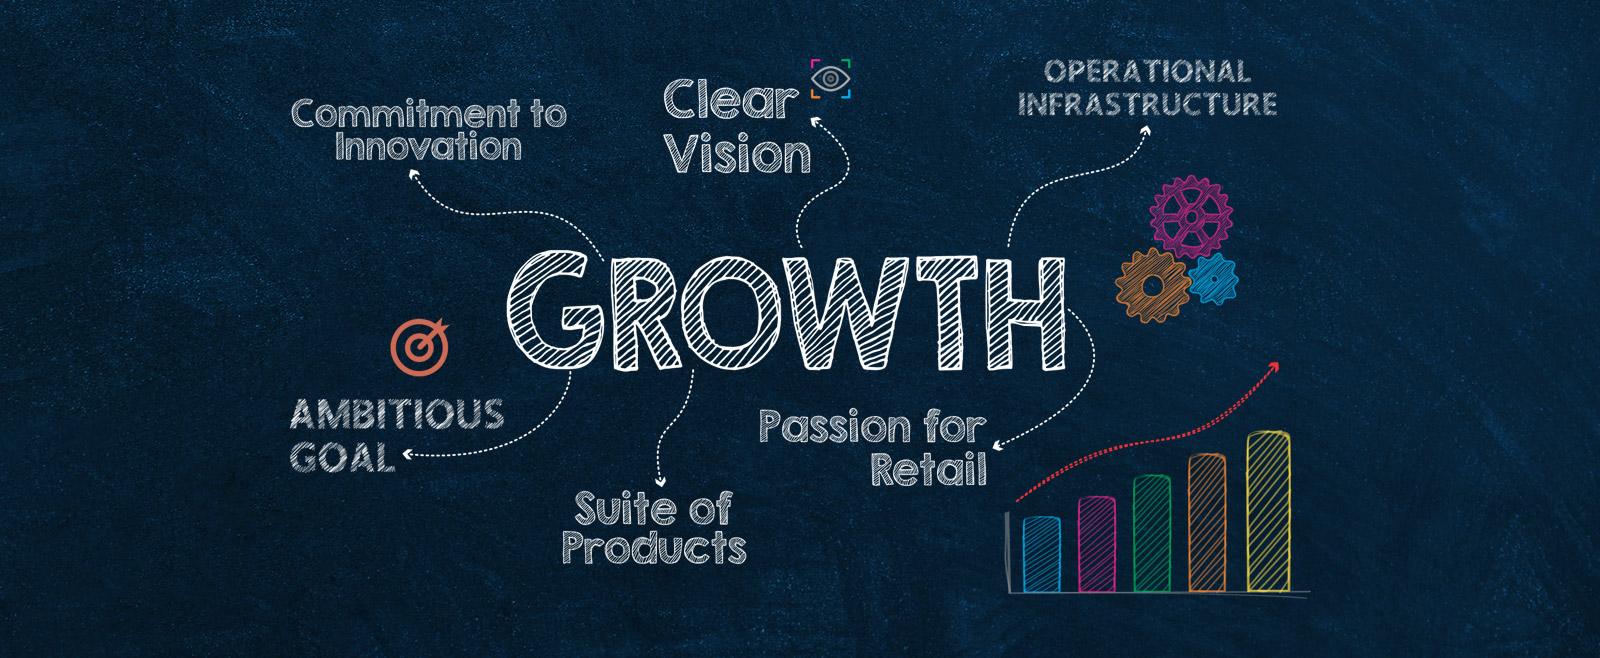 Commitment to
Innovation
Clear
Vision
OPERATIONAL
INFRASTRUCTURE
GROWTH
AMBITIOUS
GOAL
Passion for
Retail
Suite of
Products